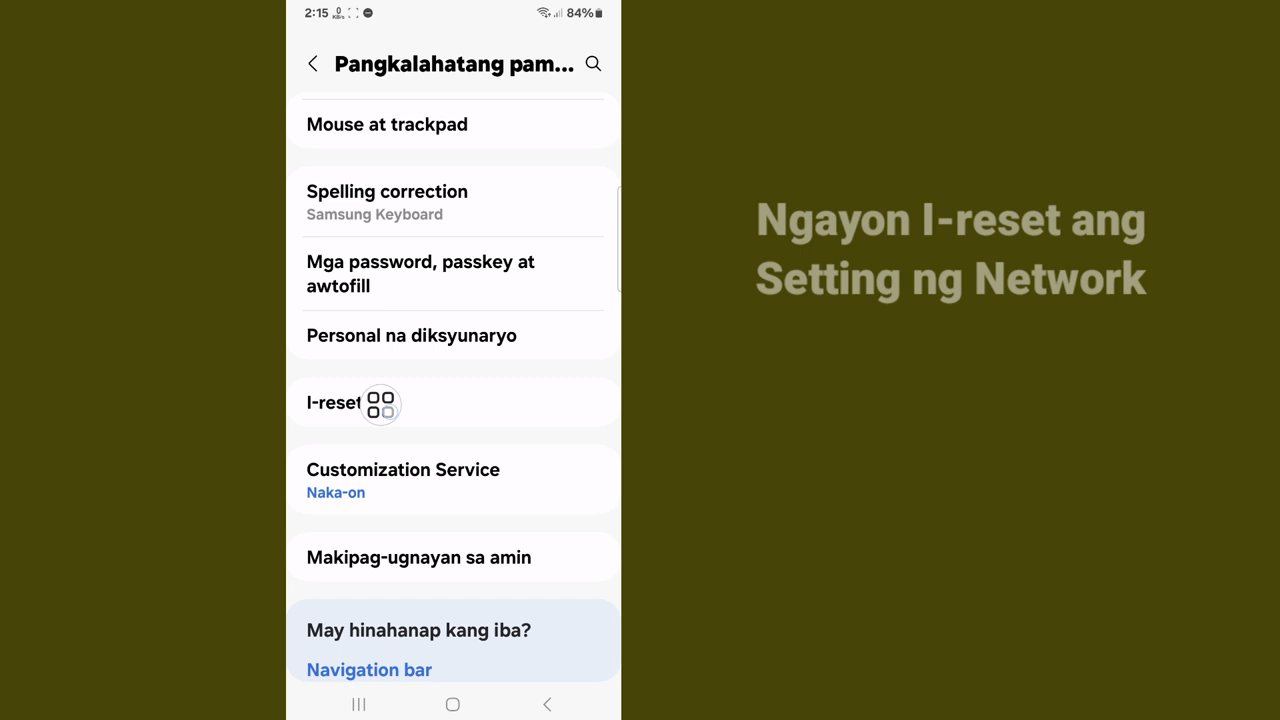 2:15
0
KB/s
84%
Pangkalahatang pam...
Mouse at trackpad
Spelling correction
Samsung Keyboard
Mga password, passkey at
awtofill
Personal na diksyunaryo
I-reset
Customization Service
Naka-on
Makipag-ugnayan sa amin
May hinahanap kang iba?
Navigation bar
Ngayon I-reset ang
Setting ng Network